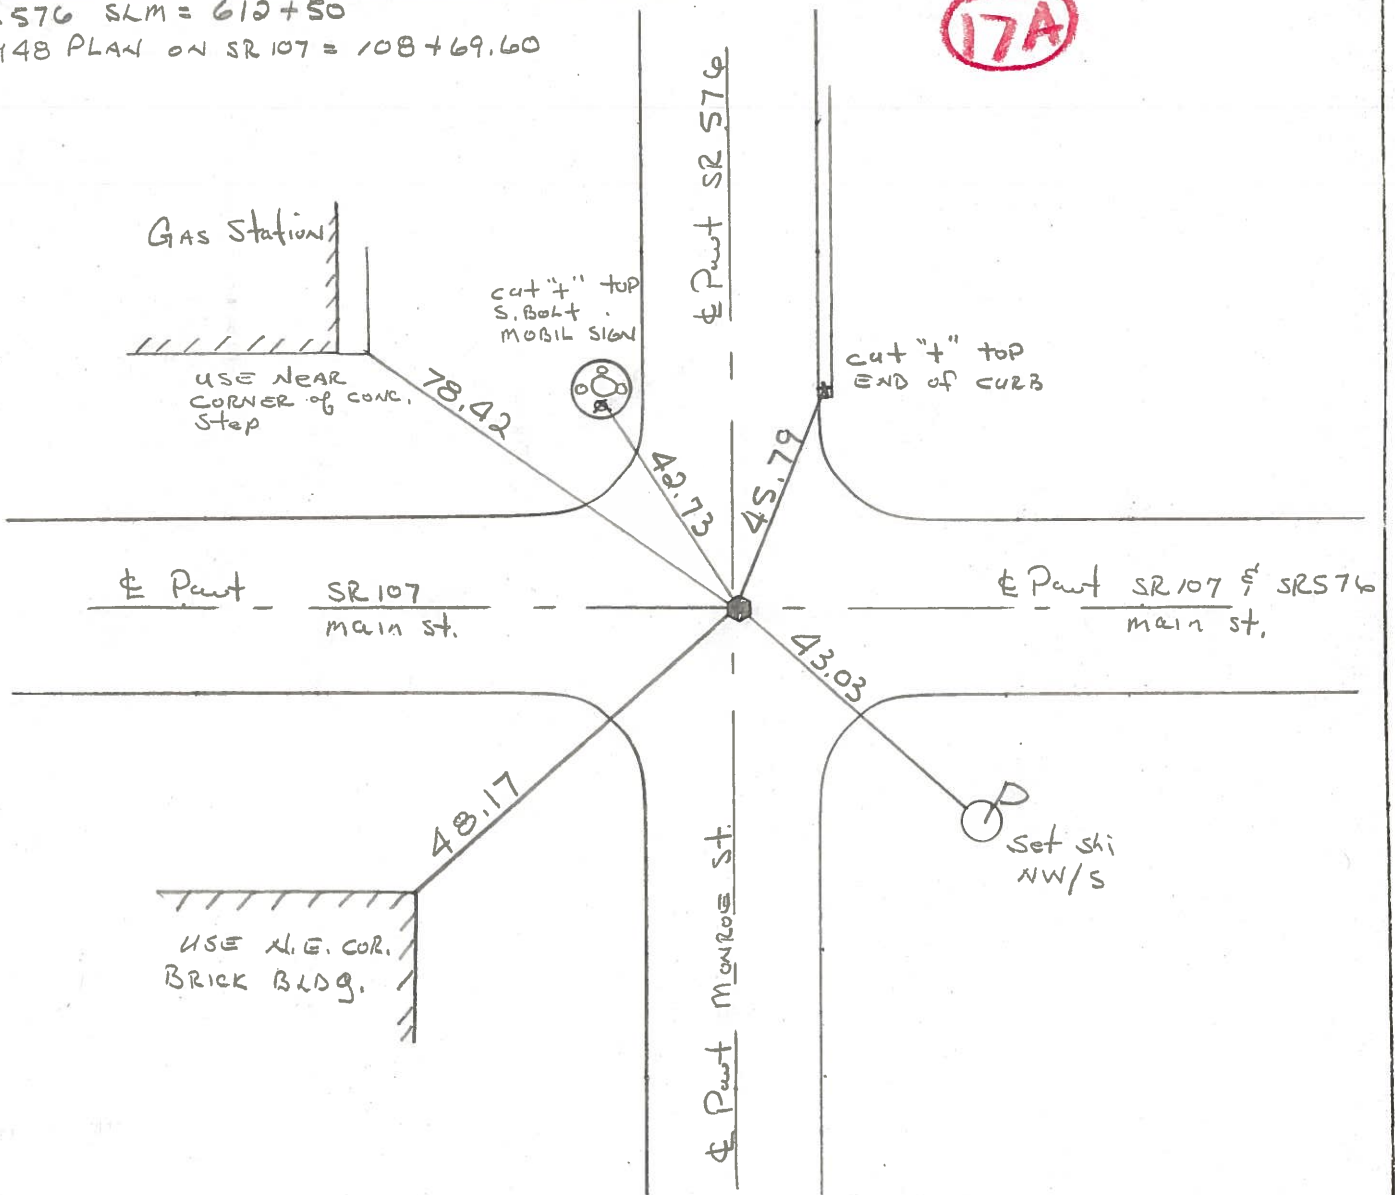 .576 SLM = 612+50
48 PLAN ON SR 107 = 108+69.60
17A
℄ Pavt SR 576
GAS Station
cut "+" top
S. Bolt
MOBIL SIGN
cut "+" top
END of CURB
USE NEAR
CORNER of CONC.
Step
78.42
42.73
45.79
℄ Pavt SR 107
main st.
℄ Pavt SR 107 & SR576
main st.
43.03
48.17
Set shi
NW/S
USE N.E. COR.
BRICK BLDG.
℄ Pavt MONROE St.